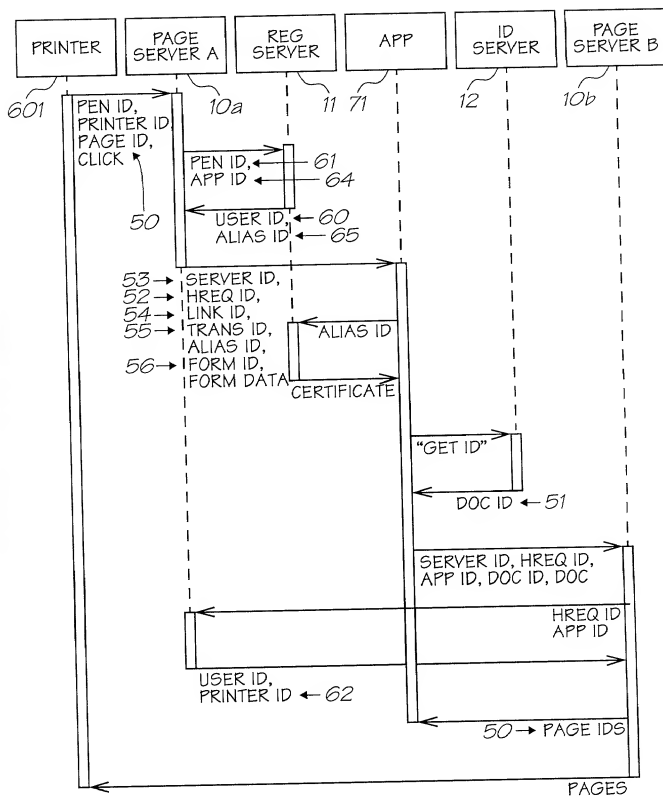 PRINTER
PAGE SERVER A
REG SERVER
APP
ID SERVER
PAGE SERVER B
601
10a
11
71
12
10b
PEN ID,
PRINTER ID,
PAGE ID,
CLICK
50
PEN ID,
61
APP ID
64
USER ID,
60
ALIAS ID
65
53
SERVER ID,
52
HREQ ID,
54
LINK ID,
55
TRANS ID,
ALIAS ID,
56
FORM ID,
FORM DATA
ALIAS ID
CERTIFICATE
"GET ID"
DOC ID
51
SERVER ID, HREQ ID,
APP ID, DOC ID, DOC
HREQ ID
APP ID
USER ID,
PRINTER ID
62
50
PAGE IDS
PAGES